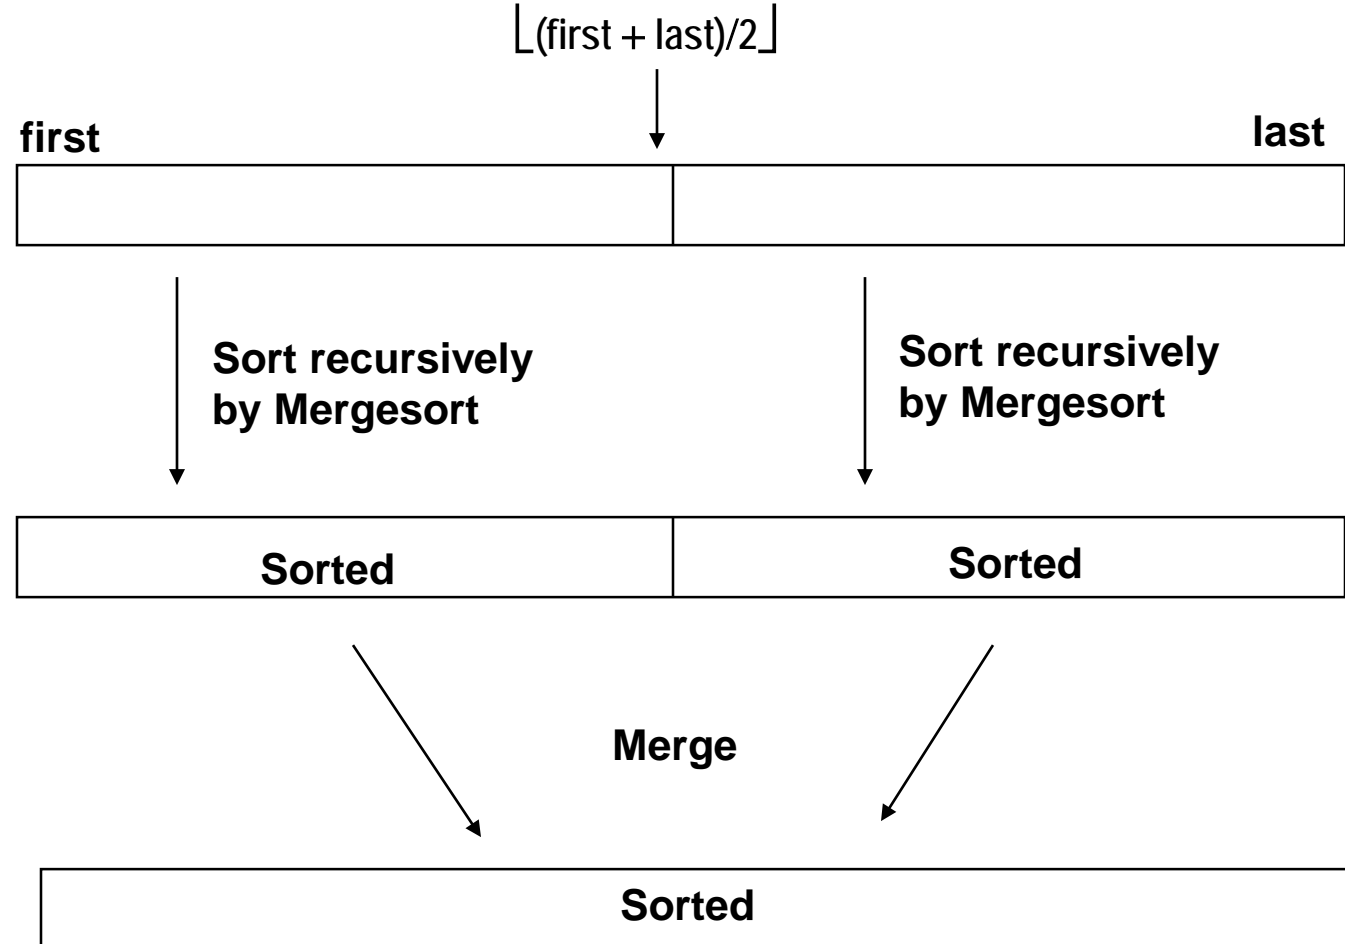 ⌊(first + last)/2⌋
first
last
Sort recursively
by Mergesort
Sort recursively
by Mergesort
Sorted
Sorted
Merge
Sorted